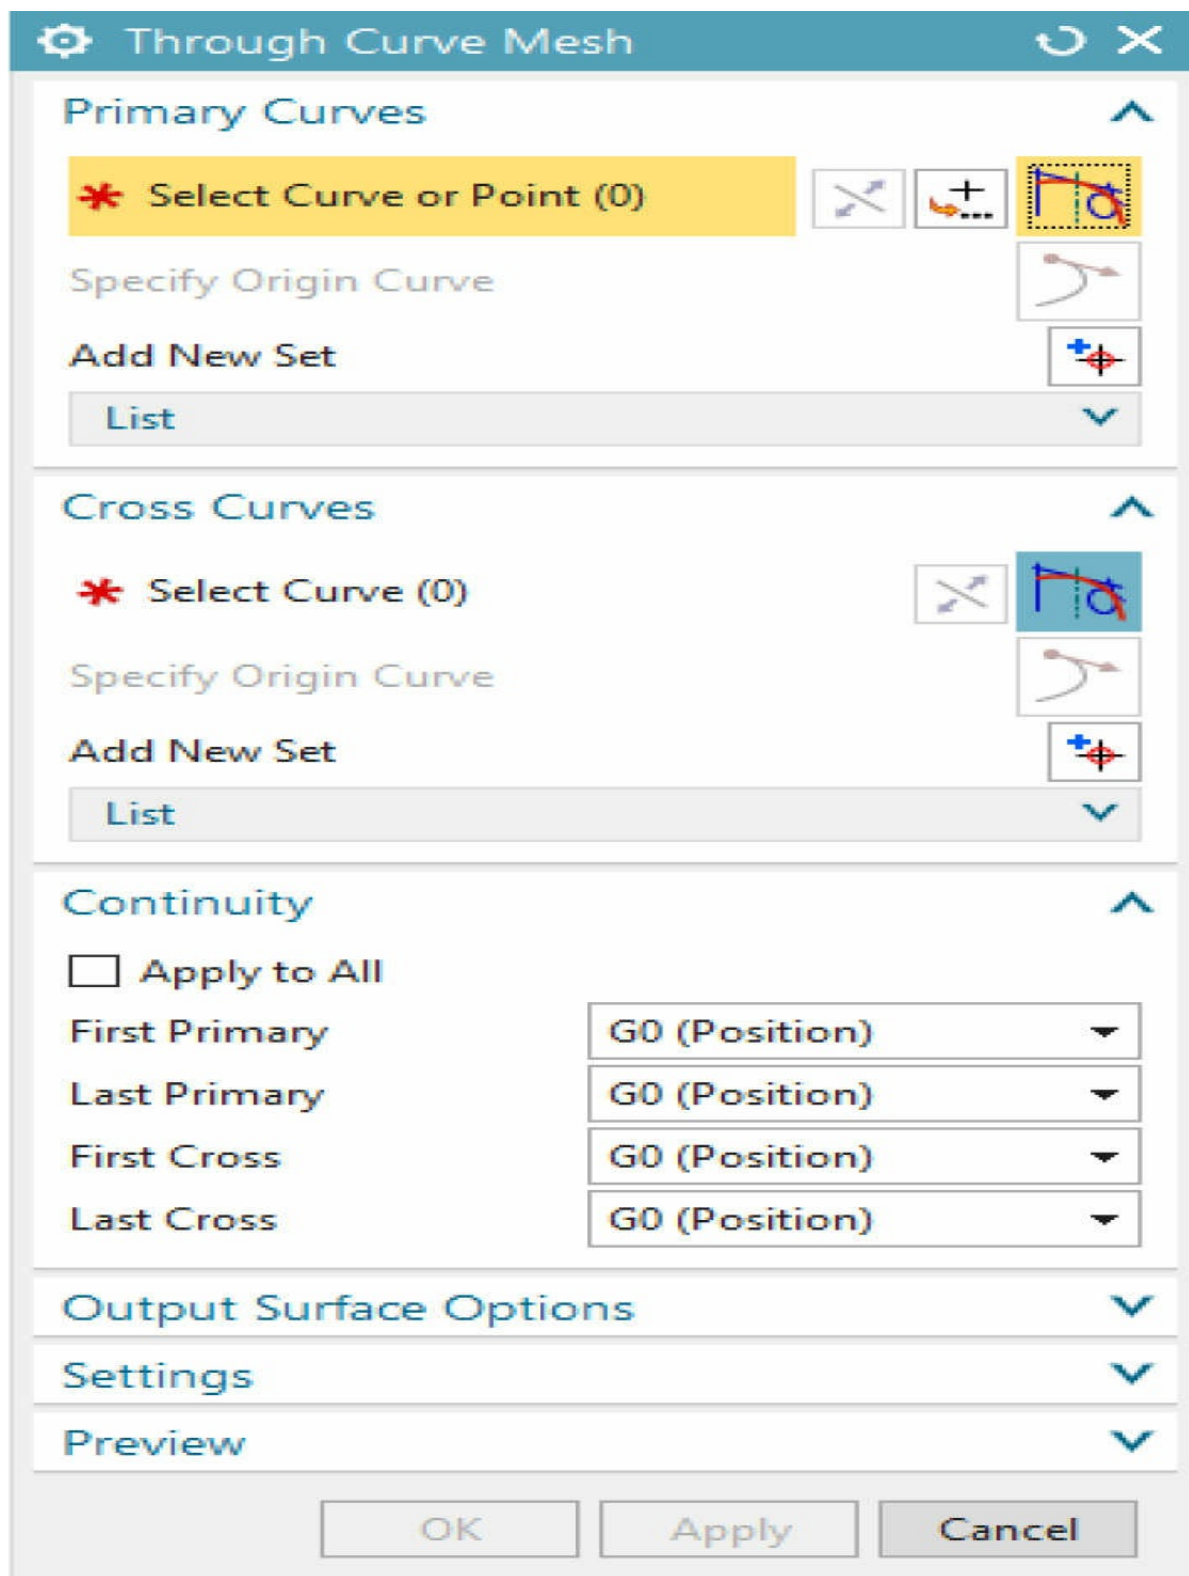 Through Curve Mesh
Primary Curves
* Select Curve or Point (0)
Specify Origin Curve
Add New Set
List
Cross Curves
* Select Curve (0)
Specify Origin Curve
Add New Set
List
Continuity
Apply to All
First Primary G0 (Position)
Last Primary G0 (Position)
First Cross G0 (Position)
Last Cross G0 (Position)
Output Surface Options
Settings
Preview
OK Apply Cancel